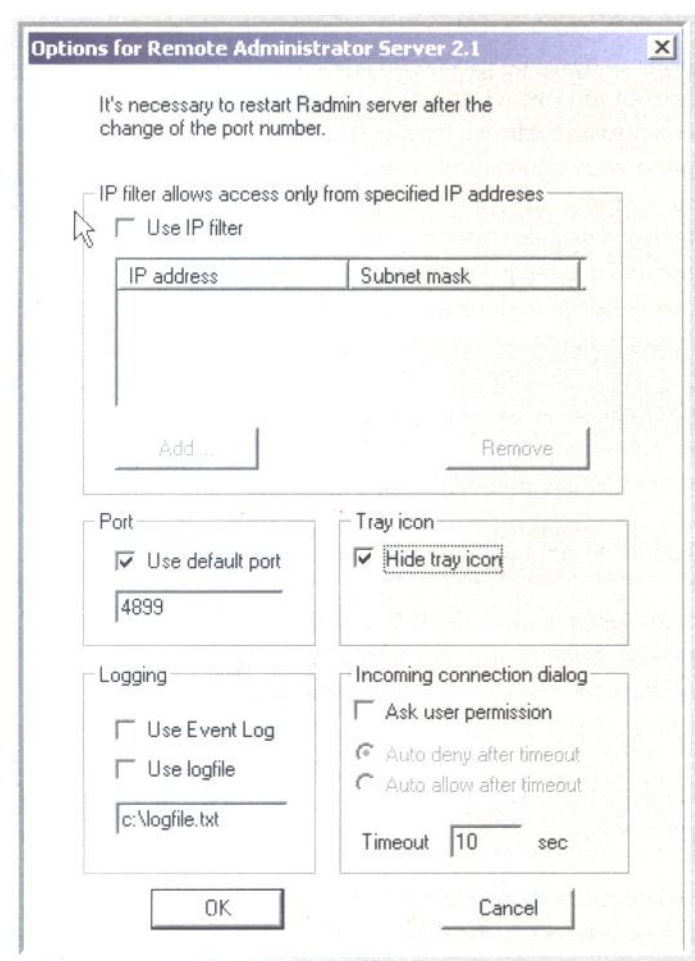 Options for Remote Administrator Server 2.1
It's necessary to restart Radmin server after the
change of the port number.
IP filter allows access only from specified IP addreses
Use IP filter
IP address Subnet mask
Add ... Remove
Port
Use default port
4899
Tray icon
Hide tray icon
Logging
Use Event Log
Use logfile
c:\logfile.txt
Incoming connection dialog
Ask user permission
Auto deny after timeout
Auto allow after timeout
Timeout 10 sec
OK Cancel